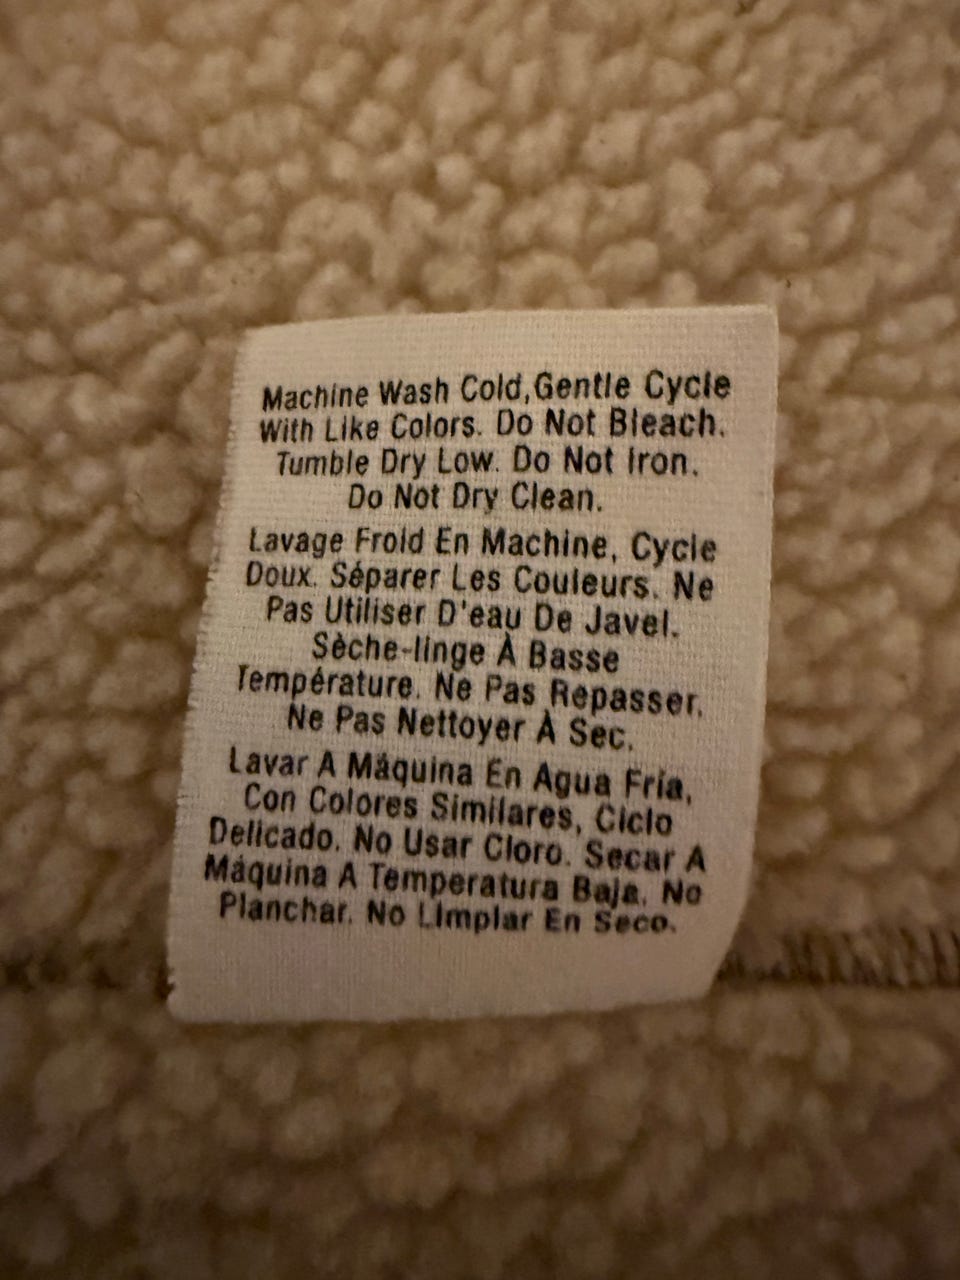 Machine Wash Cold,Gentle Cycle
With Like Colors. Do Not Bleach.
Tumble Dry Low. Do Not Iron.
Do Not Dry Clean.
Lavage Froid En Machine, Cycle
Doux. Séparer Les Couleurs. Ne
Pas Utiliser D'eau De Javel.
Sèche-linge À Basse
Température. Ne Pas Repasser.
Ne Pas Nettoyer À Sec.
Lavar A Máquina En Agua Fría,
Con Colores Similares, Ciclo
Delicado. No Usar Cloro. Secar A
Máquina A Temperatura Baja. No
Planchar. No Limpiar En Seco.